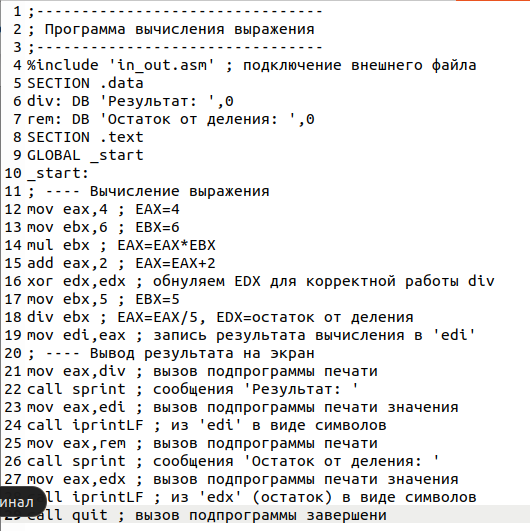 1 ;--------------------------------
2 ; Программа вычисления выражения
3 ;--------------------------------
4 %include 'in_out.asm' ; подключение внешнего файла
5 SECTION .data
6 div: DB 'Результат: ',0
7 rem: DB 'Остаток от деления: ',0
8 SECTION .text
9 GLOBAL _start
10 _start:
11 ; ---- Вычисление выражения
12 mov eax,4 ; EAX=4
13 mov ebx,6 ; EBX=6
14 mul ebx ; EAX=EAX*EBX
15 add eax,2 ; EAX=EAX+2
16 xor edx,edx ; обнуляем EDX для корректной работы div
17 mov ebx,5 ; EBX=5
18 div ebx ; EAX=EAX/5, EDX=остаток от деления
19 mov edi,eax ; запись результата вычисления в 'edi'
20 ; ---- Вывод результата на экран
21 mov eax,div ; вызов подпрограммы печати
22 call sprint ; сообщения 'Результат: '
23 mov eax,edi ; вызов подпрограммы печати значения
24 call iprintLF ; из 'edi' в виде символов
25 mov eax,rem ; вызов подпрограммы печати
26 call sprint ; сообщения 'Остаток от деления: '
27 mov eax,edx ; вызов подпрограммы печати значения
инал ll iprintLF ; из 'edx' (остаток) в виде символов
29 call quit ; вызов подпрограммы завершени